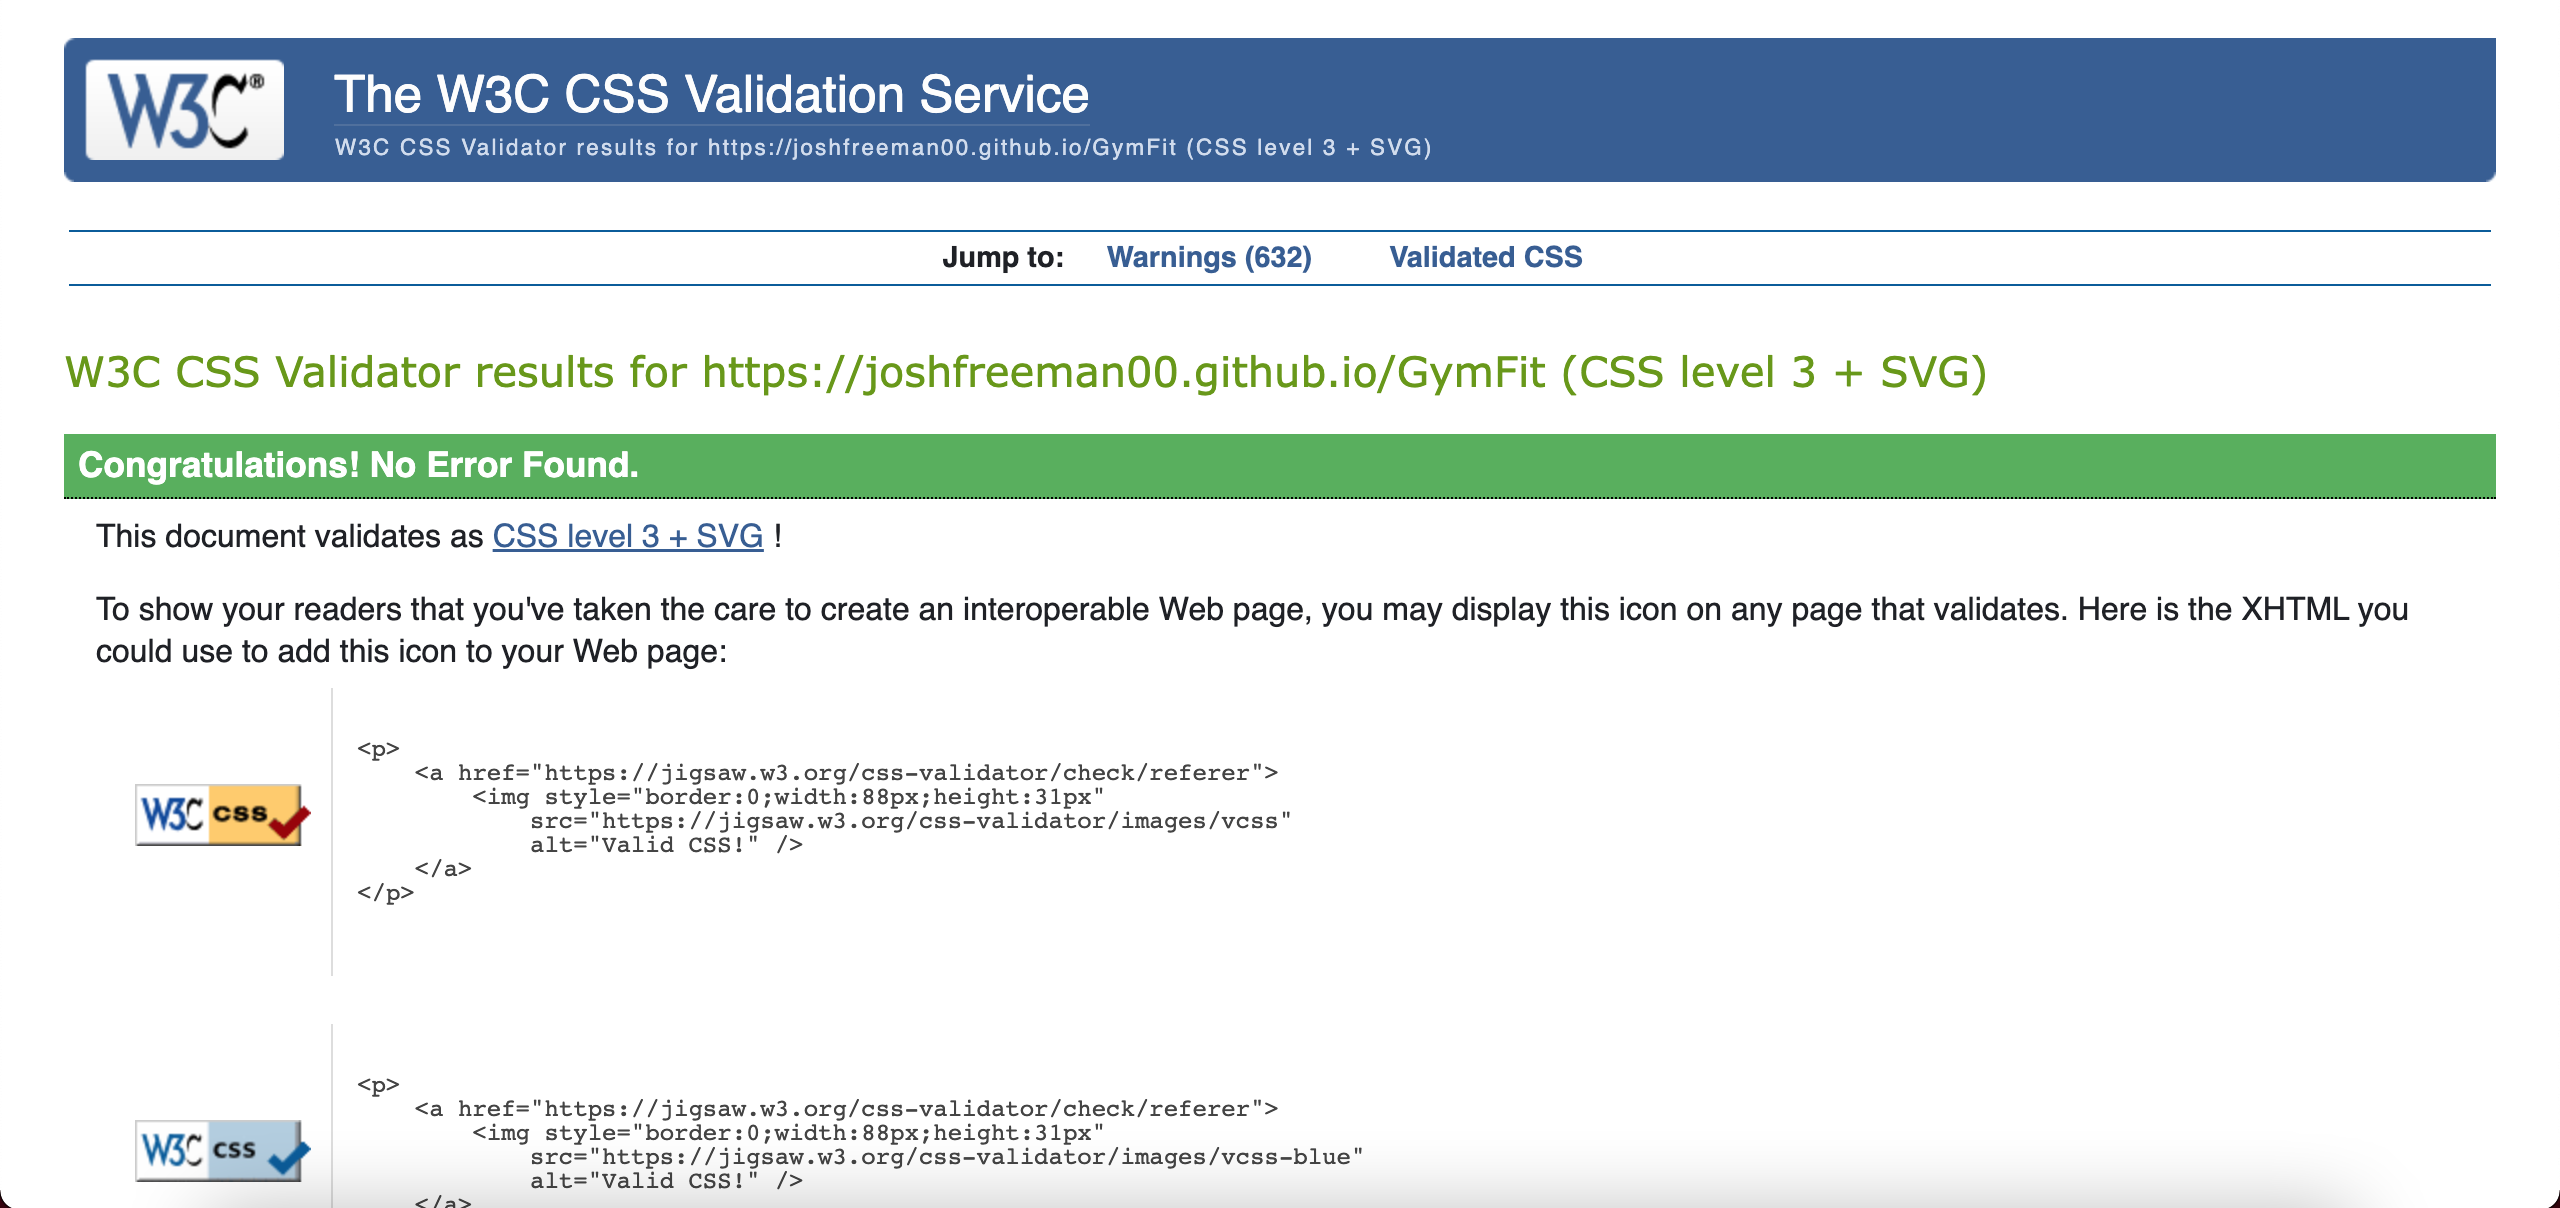 W3C®
The W3C CSS Validation Service
W3C CSS Validator results for https://joshfreeman00.github.io/GymFit (CSS level 3 + SVG)
Jump to: Warnings (632) Validated CSS
W3C CSS Validator results for https://joshfreeman00.github.io/GymFit (CSS level 3 + SVG)
Congratulations! No Error Found.
This document validates as CSS level 3 + SVG !
To show your readers that you've taken the care to create an interoperable Web page, you may display this icon on any page that validates. Here is the XHTML you
could use to add this icon to your Web page:
W3C css
<p>
    <a href="https://jigsaw.w3.org/css-validator/check/referer">
        <img style="border:0;width:88px;height:31px"
            src="https://jigsaw.w3.org/css-validator/images/vcss"
            alt="Valid CSS!" />
    </a>
</p>
W3C css
<p>
    <a href="https://jigsaw.w3.org/css-validator/check/referer">
        <img style="border:0;width:88px;height:31px"
            src="https://jigsaw.w3.org/css-validator/images/vcss-blue"
            alt="Valid CSS!" />
    </a>